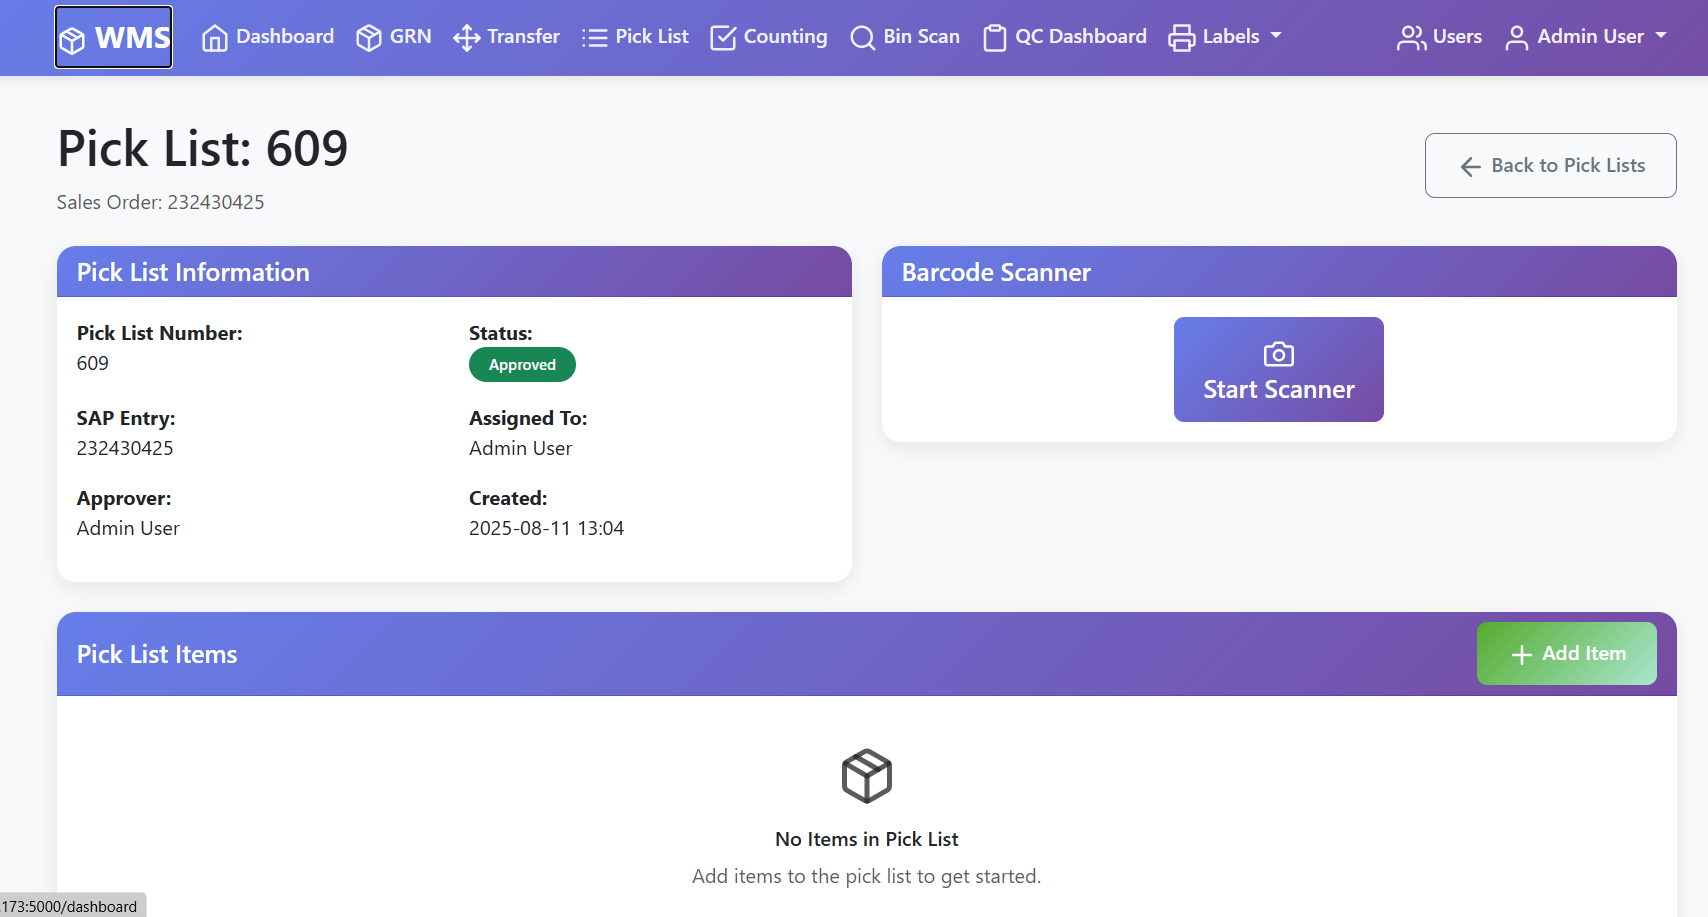 WMS Dashboard GRN Transfer Pick List Counting Bin Scan QC Dashboard Labels Users Admin User
Pick List: 609
Back to Pick Lists
Sales Order: 232430425
Pick List Information
Pick List Number:
609
Status:
Approved
SAP Entry:
232430425
Assigned To:
Admin User
Approver:
Admin User
Created:
2025-08-11 13:04
Barcode Scanner
Start Scanner
Pick List Items
Add Item
No Items in Pick List
Add items to the pick list to get started.
173:5000/dashboard